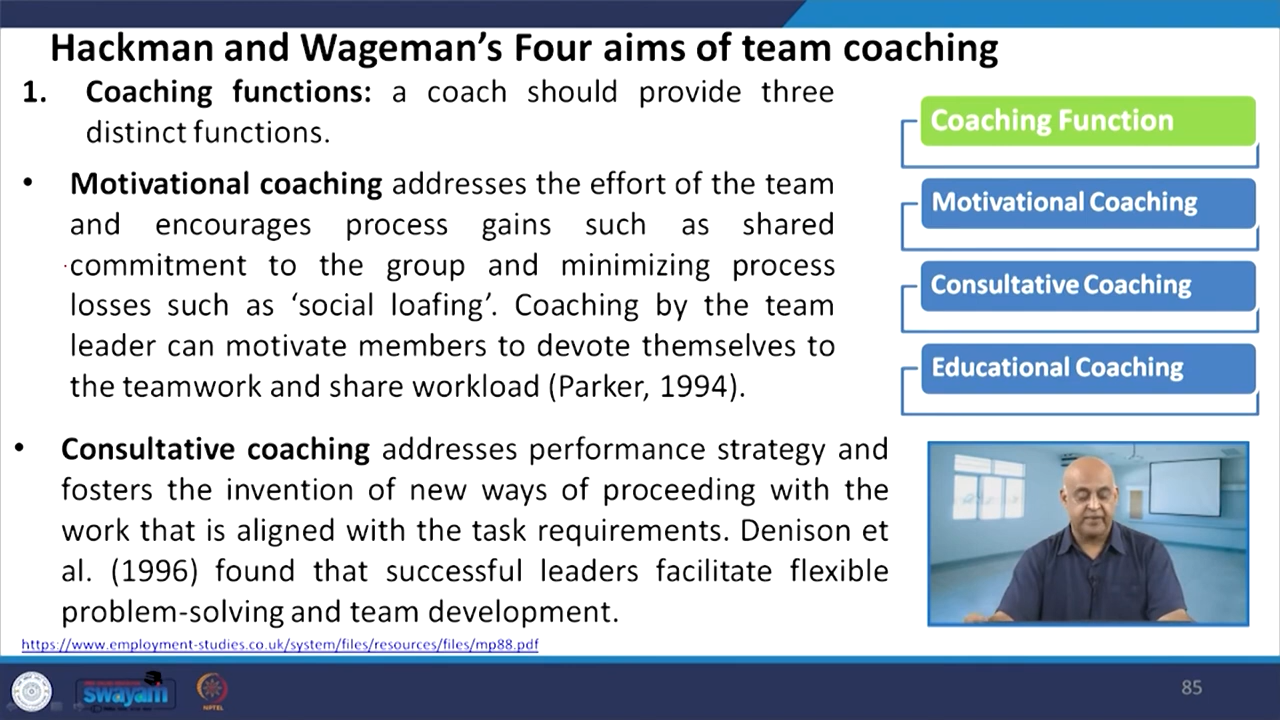 Hackman and Wageman’s Four aims of team coaching
1. Coaching functions: a coach should provide three
distinct functions.
• Motivational coaching addresses the effort of the team
and encourages process gains such as shared
commitment to the group and minimizing process
losses such as ‘social loafing’. Coaching by the team
leader can motivate members to devote themselves to
the teamwork and share workload (Parker, 1994).
• Consultative coaching addresses performance strategy and
fosters the invention of new ways of proceeding with the
work that is aligned with the task requirements. Denison et
al. (1996) found that successful leaders facilitate flexible
problem-solving and team development.
https://www.employment-studies.co.uk/system/files/resources/files/mp88.pdf
Coaching Function
Motivational Coaching
Consultative Coaching
Educational Coaching
swayam
NPTEL
85